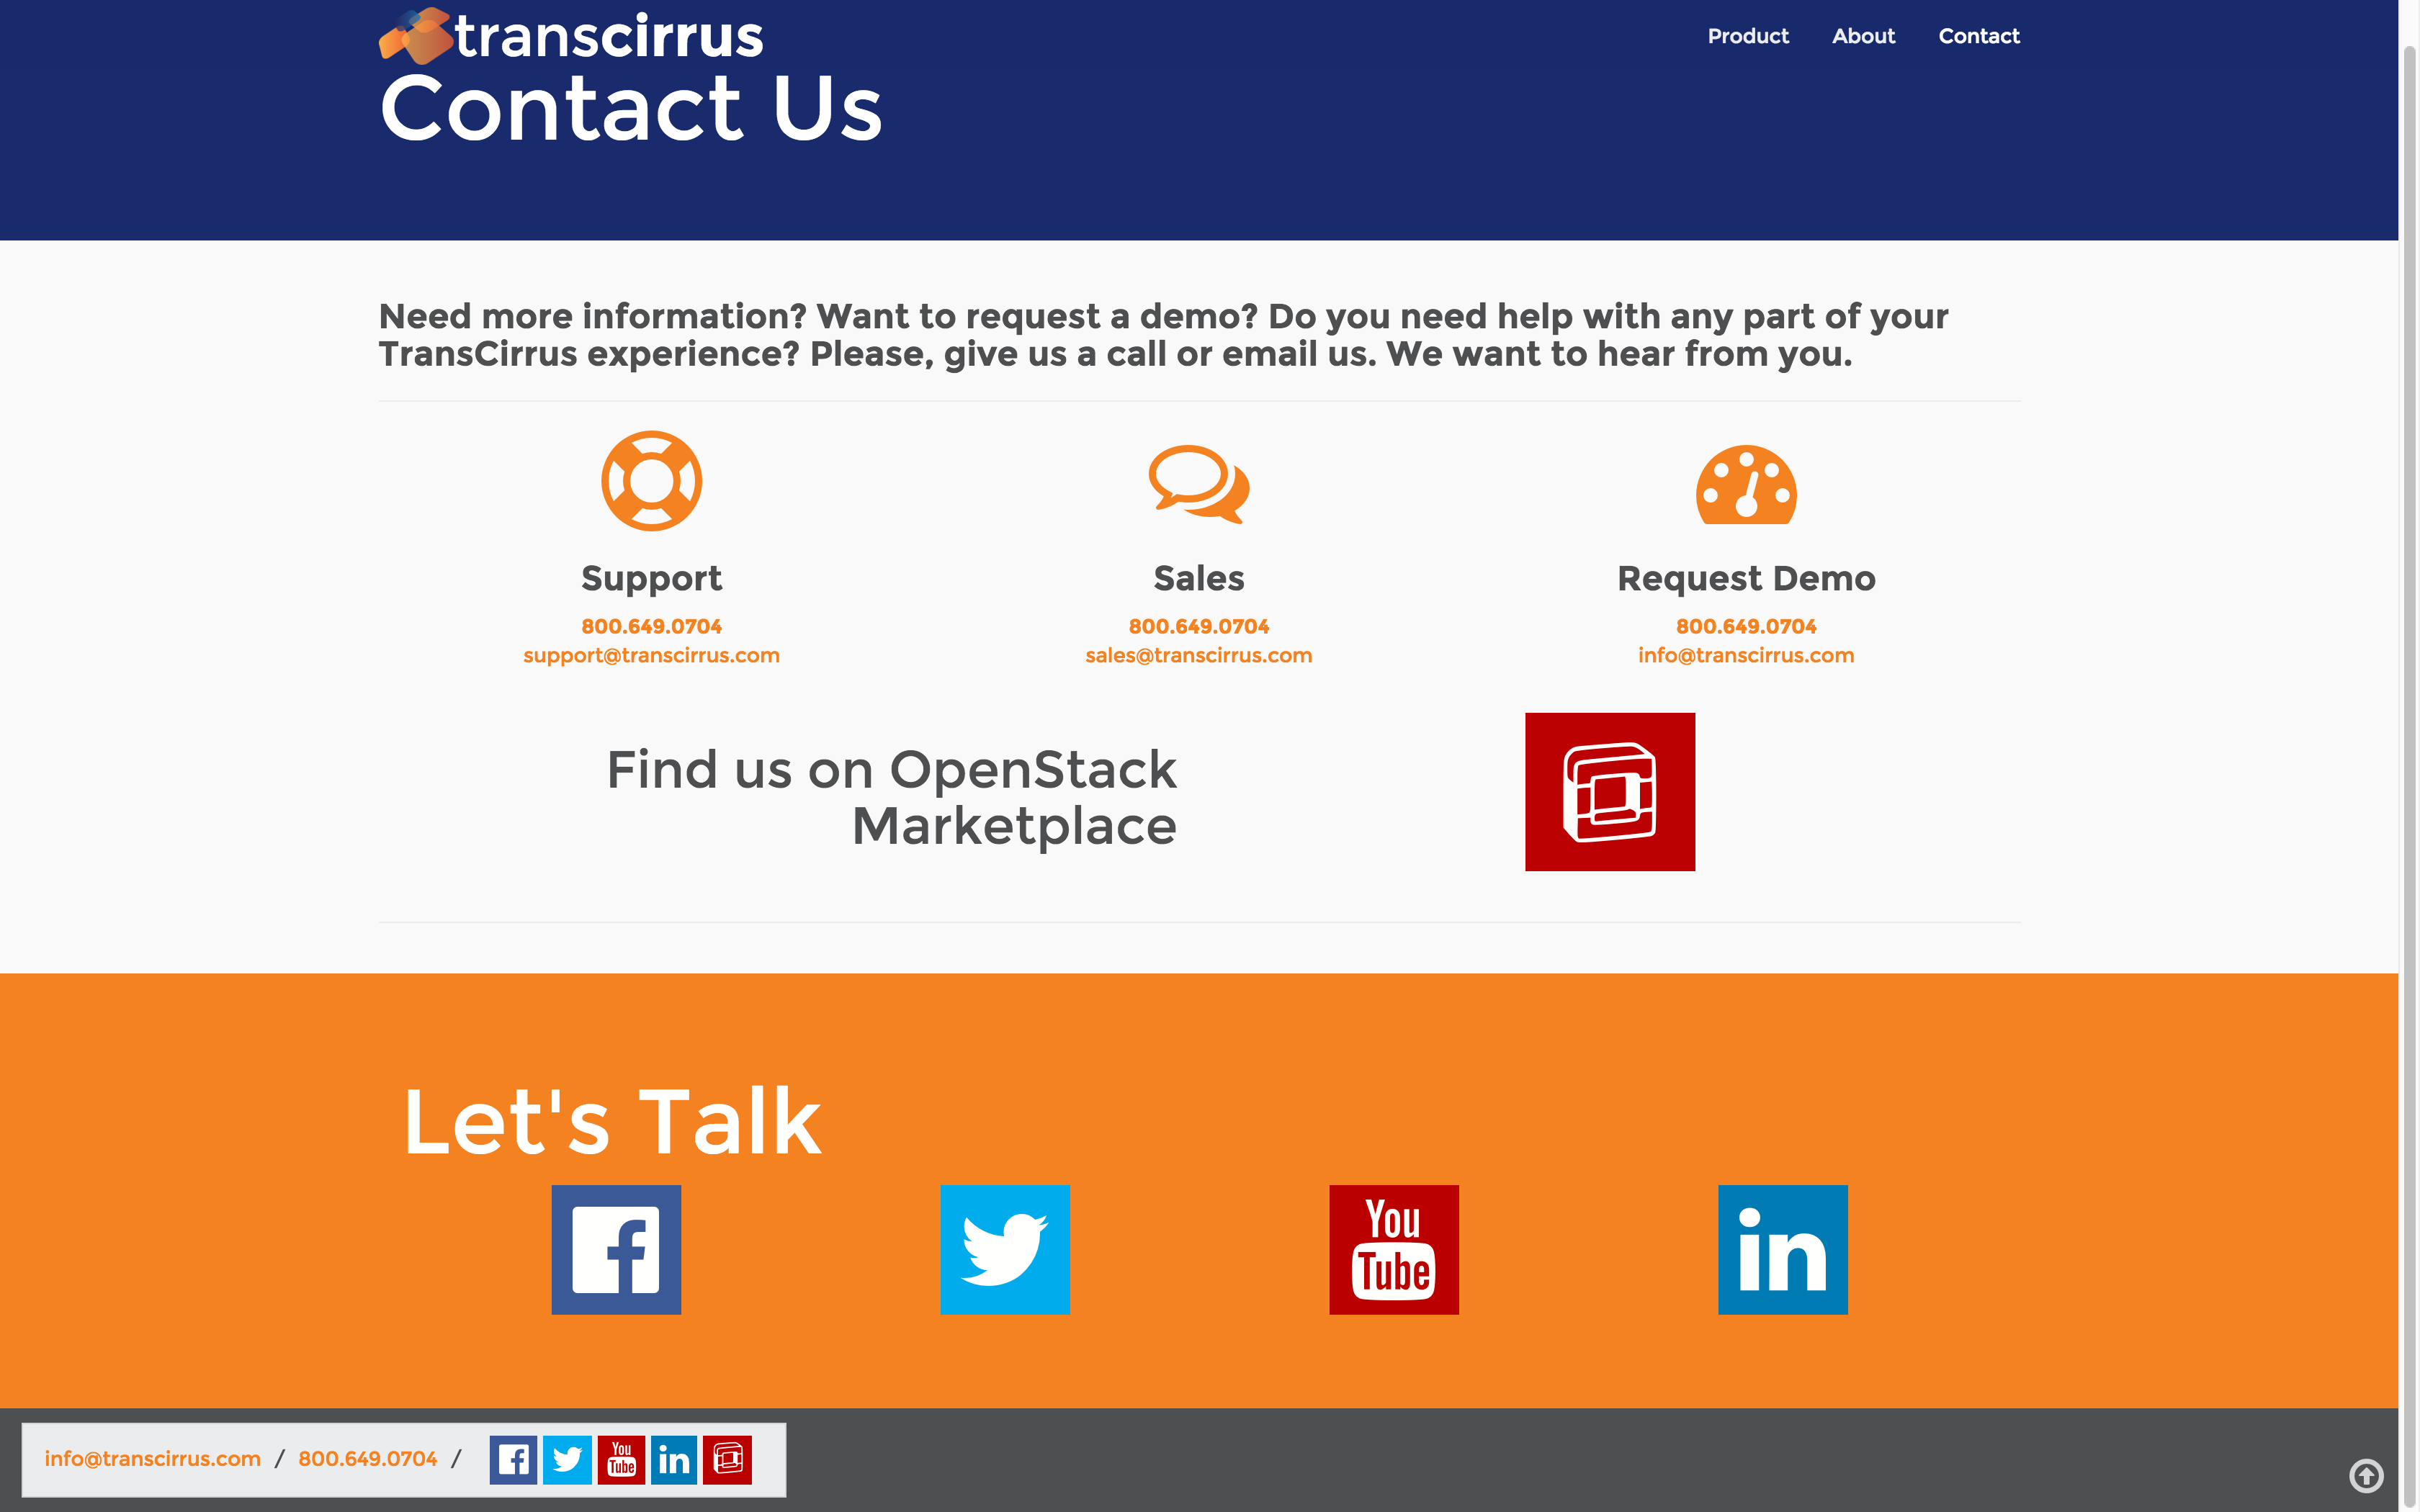 transcirrus
Product About Contact
Contact Us
Need more information? Want to request a demo? Do you need help with any part of your
TransCirrus experience? Please, give us a call or email us. We want to hear from you.
Support
800.649.0704
support@transcirrus.com
Sales
800.649.0704
sales@transcirrus.com
Request Demo
800.649.0704
info@transcirrus.com
Find us on OpenStack
Marketplace
Let's Talk
You
Tube
in
info@transcirrus.com / 800.649.0704 /
You
Tube
in